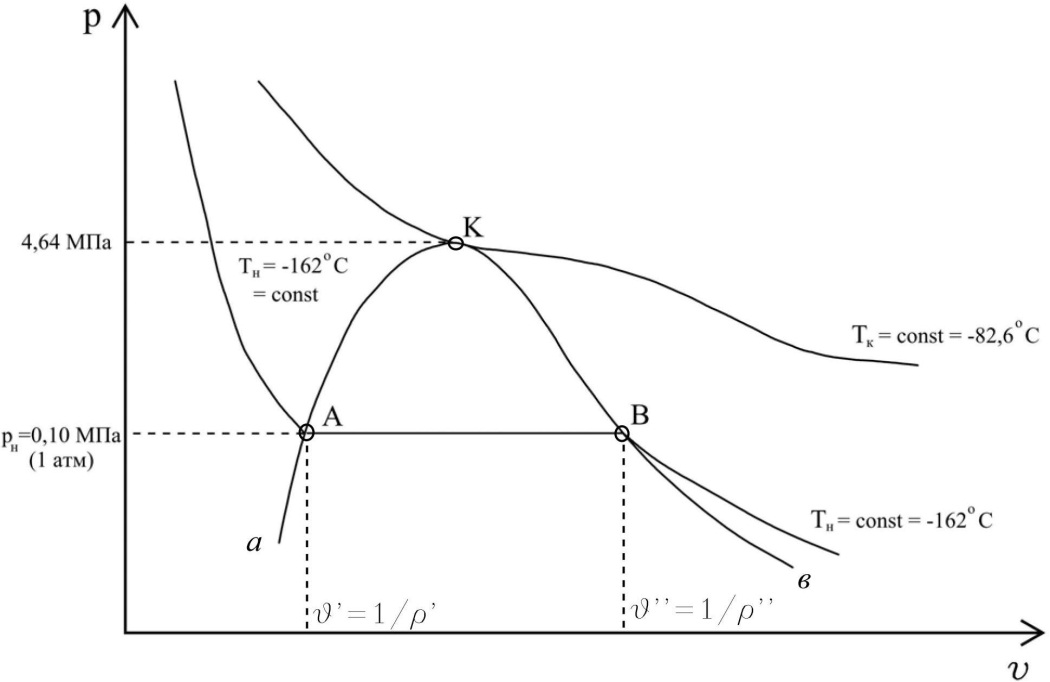 p
K
4,64 МПа
Tн = -162°C
= const
Tк = const = -82,6°C
A
B
pн=0,10 МПа
(1 атм)
Tн = const = -162°C
a
в
ϑ'=1/ρ'
ϑ''=1/ρ''
υ